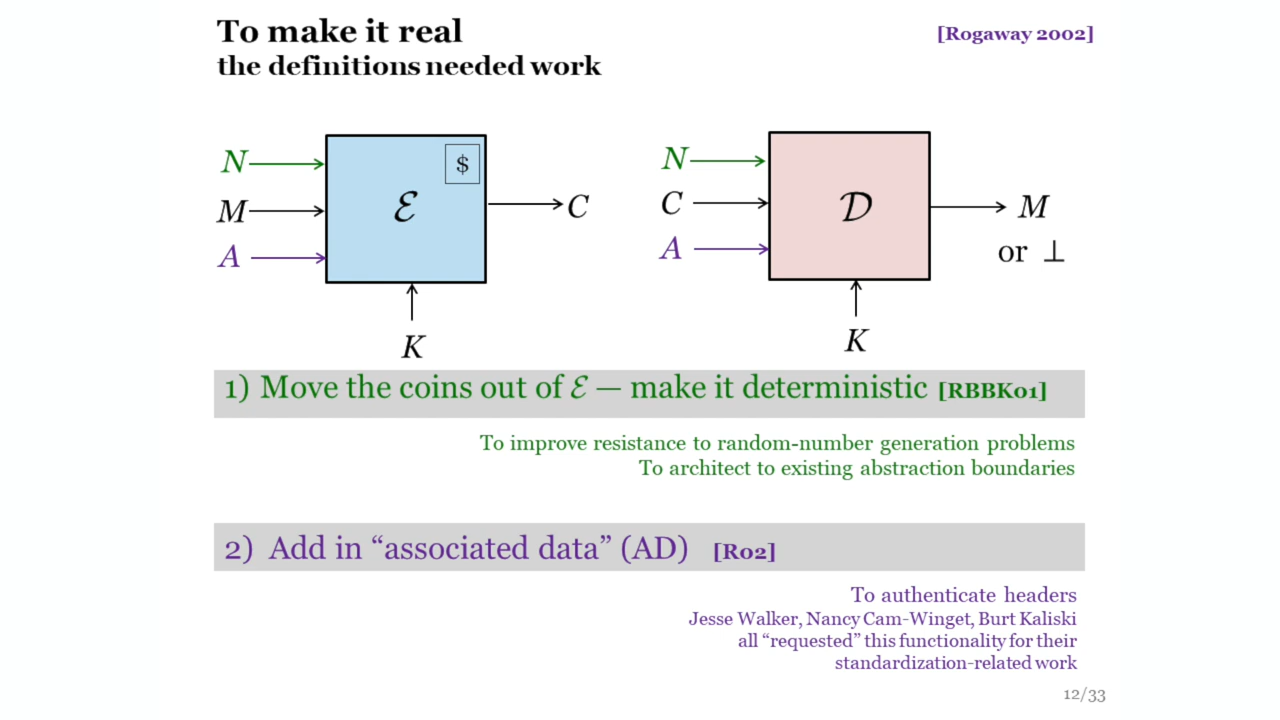 To make it real
[Rogaway 2002]
the definitions needed work
N
M
A
$
ℰ
C
K
N
C
A
𝒟
M
or ⊥
K
1) Move the coins out of ℰ — make it deterministic [RBBK01]
To improve resistance to random-number generation problems
To architect to existing abstraction boundaries
2) Add in “associated data” (AD) [R02]
To authenticate headers
Jesse Walker, Nancy Cam-Winget, Burt Kaliski
all “requested” this functionality for their
standardization-related work
12/33